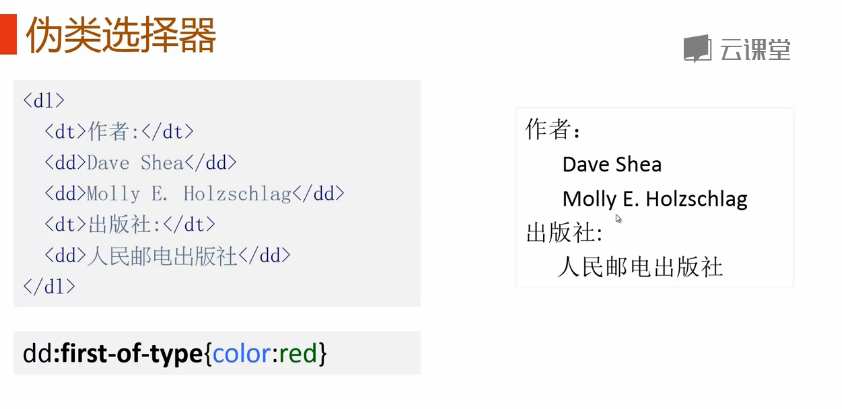 伪类选择器
云课堂
<dl>
<dt>作者:</dt>
<dd>Dave Shea</dd>
<dd>Molly E. Holzschlag</dd>
<dt>出版社:</dt>
<dd>人民邮电出版社</dd>
</dl>
dd:first-of-type{color:red}
作者：
Dave Shea
Molly E. Holzschlag
出版社:
人民邮电出版社